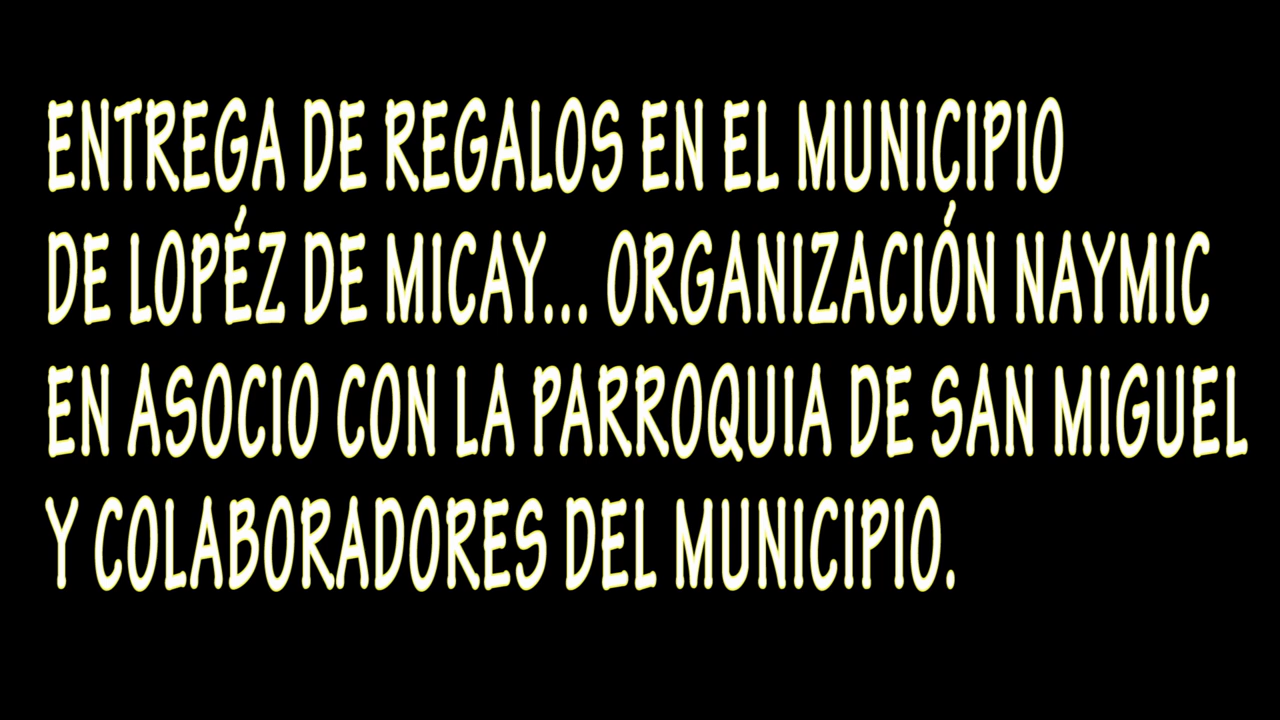 ENTREGA DE REGALOS EN EL MUNICIPIO
DE LOPÉZ DE MICAY... ORGANIZACIÓN NAYMIC
EN ASOCIO CON LA PARROQUIA DE SAN MIGUEL
Y COLABORADORES DEL MUNICIPIO.